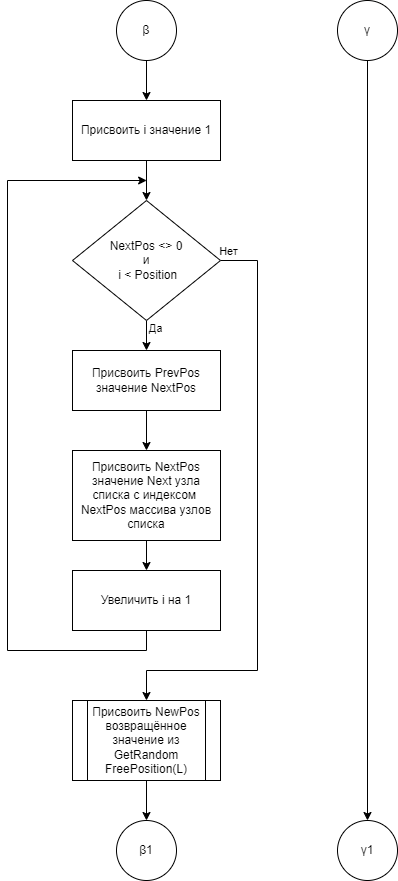 β
γ
Присвоить i значение 1
NextPos <> 0
и
i < Position
Нет
Да
Присвоить PrevPos
значение NextPos
Присвоить NextPos
значение Next узла
списка с индексом
NextPos массива узлов
списка
Увеличить i на 1
Присвоить NewPos
возвращённое
значение из
GetRandom
FreePosition(L)
β1
γ1